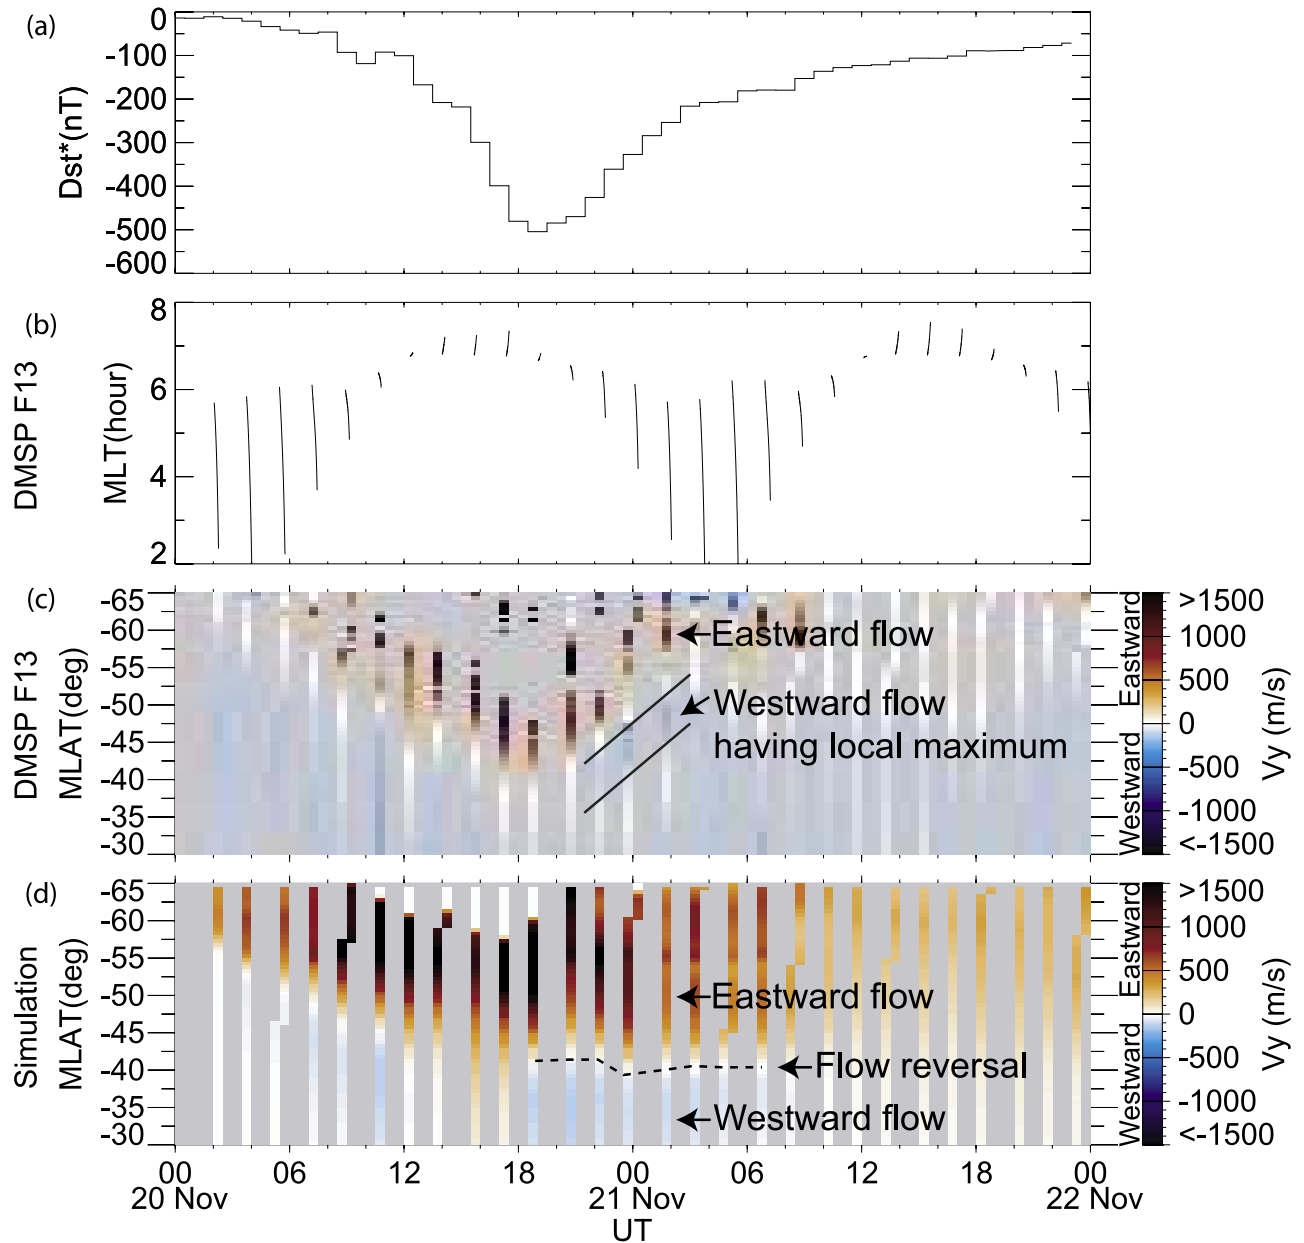 (a)
Dst*(nT)
0
-100
-200
-300
-400
-500
-600
(b)
DMSP F13
MLT(hour)
8
6
4
2
(c)
DMSP F13
MLAT(deg)
-65
-60
-55
-50
-45
-40
-35
-30
Eastward flow
Westward flow
having local maximum
Eastward
Westward
>1500
1000
500
0
-500
-1000
<-1500
Vy (m/s)
(d)
Simulation
MLAT(deg)
-65
-60
-55
-50
-45
-40
-35
-30
Eastward flow
Flow reversal
Westward flow
Eastward
Westward
>1500
1000
500
0
-500
-1000
<-1500
Vy (m/s)
00 06 12 18 00 06 12 18 00
20 Nov 21 Nov 22 Nov
UT